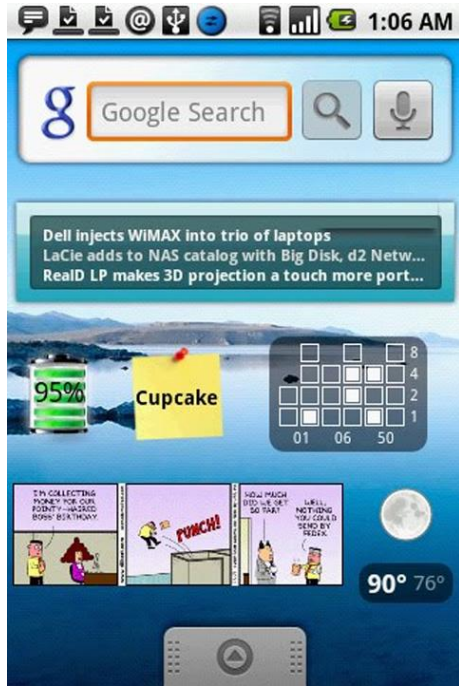 1:06 AM
g Google Search
Dell injects WiMAX into trio of laptops
LaCie adds to NAS catalog with Big Disk, d2 Netw...
RealD LP makes 3D projection a touch more port...
95%
Cupcake
8
4
2
1
01 06 50
I'M COLLECTING
MONEY FOR OUR
POINTY-HAIRED
BOSS' BIRTHDAY.
PUNCH!
HOW MUCH
DID WE GET
SO FAR?
WELL,
NOTHING
YOU COULD
SEND BY
FEDEX.
90° 76°